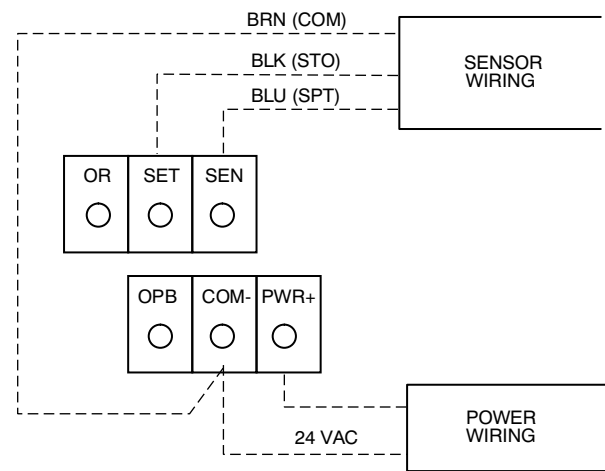 BRN (COM)
BLK (STO)
BLU (SPT)
SENSOR
WIRING
OR SET SEN
OPB COM- PWR+
24 VAC
POWER
WIRING